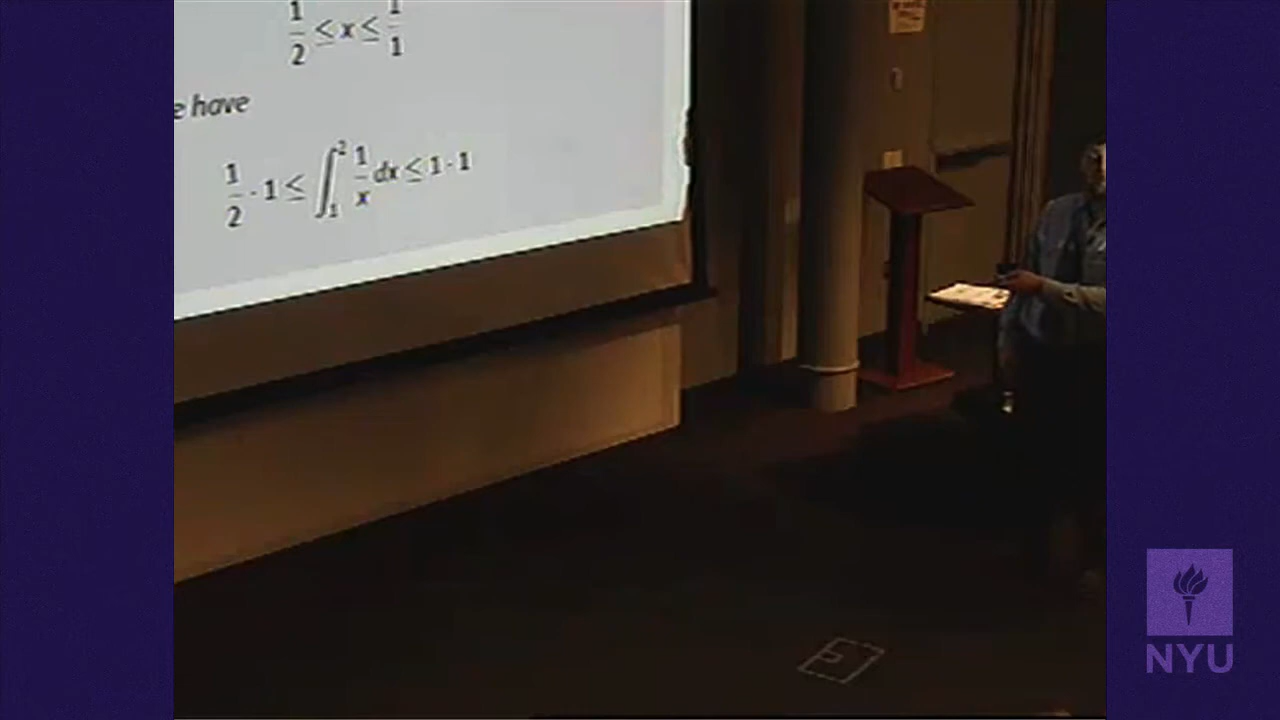 1/2 ≤ x ≤ 1/1
e have
1/2 · 1 ≤ ∫₁² 1/x dx ≤ 1 · 1
NYU